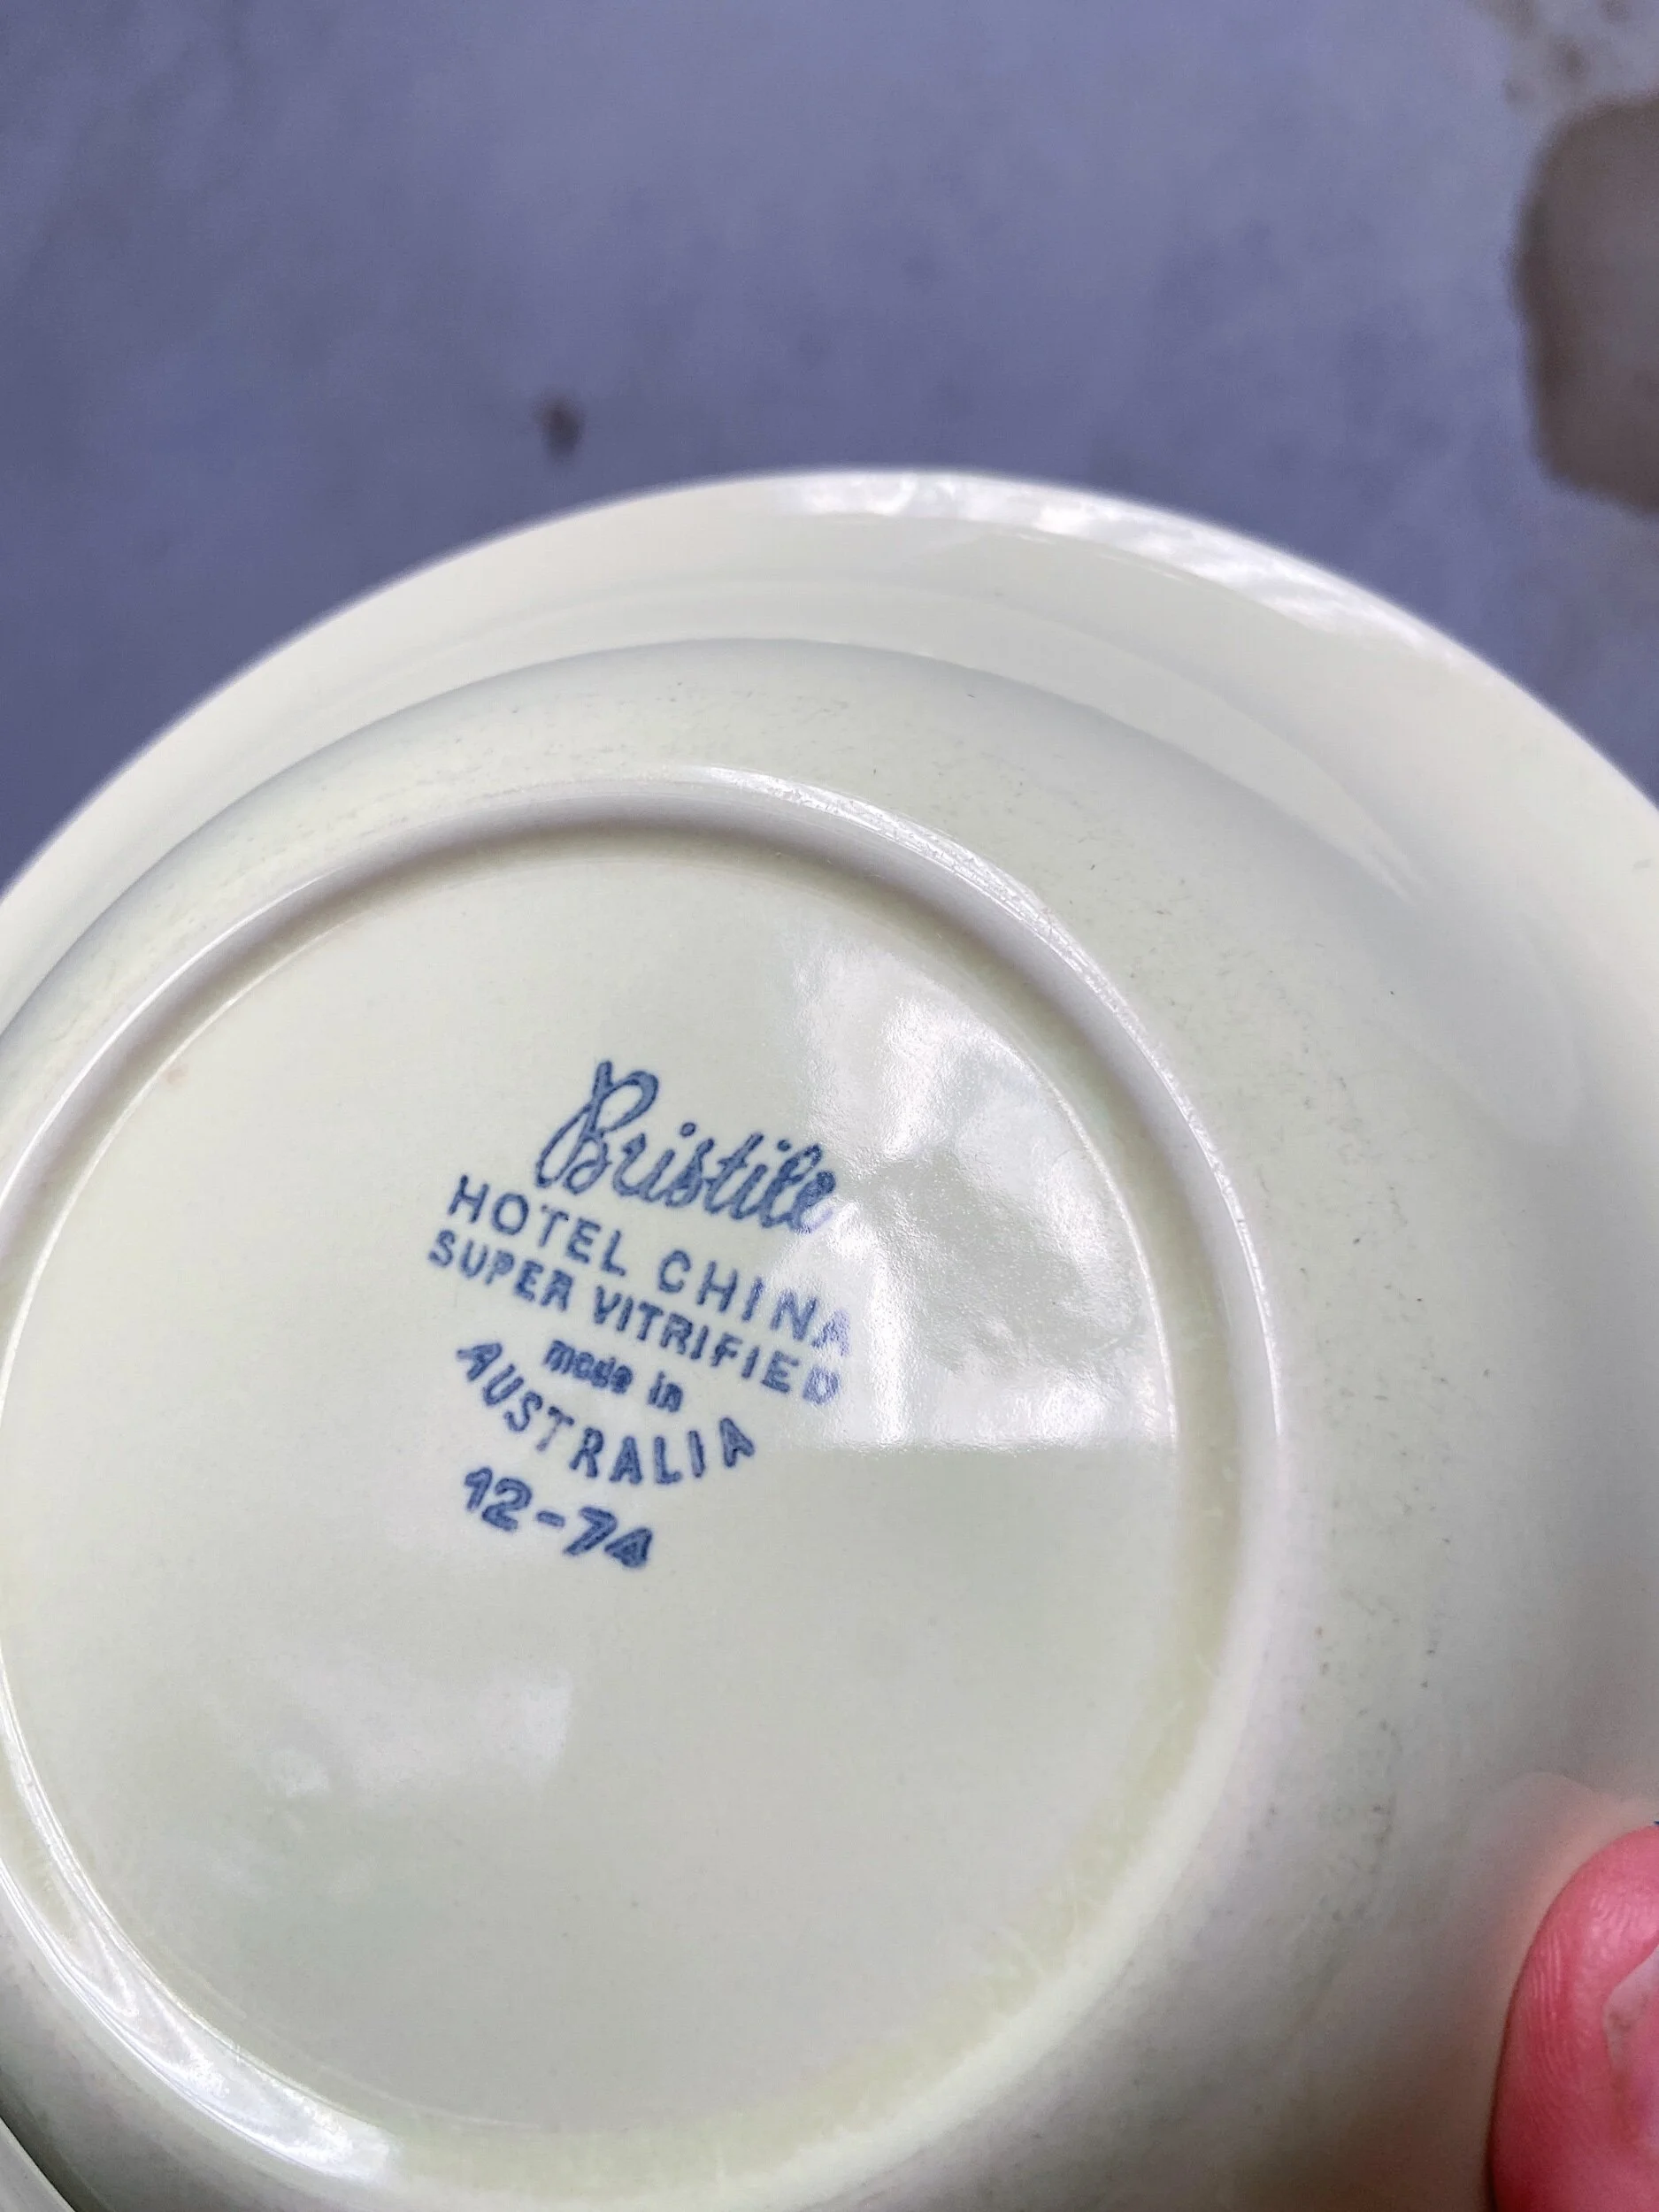 Bristile
HOTEL CHINA
SUPER VITRIFIED
made in
AUSTRALIA
12-74